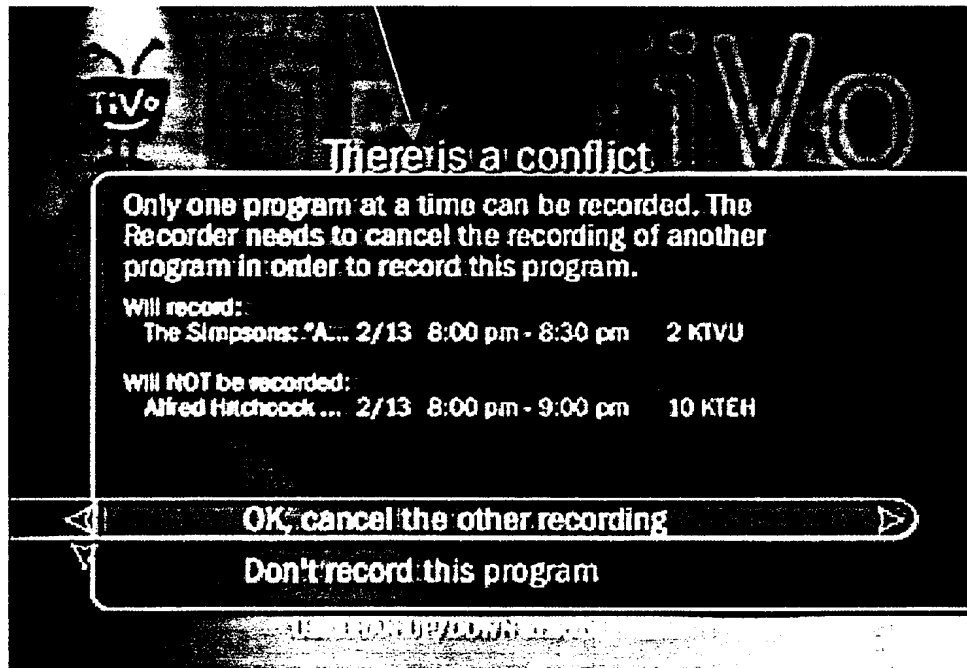 TiVo
TiVo
There is a conflict
Only one program at a time can be recorded. The
Recorder needs to cancel the recording of another
program in order to record this program.
Will record:
The Simpsons: "A... 2/13 8:00 pm - 8:30 pm 2 KTVU
Will NOT be recorded:
Alfred Hitchcock ... 2/13 8:00 pm - 9:00 pm 10 KTEH
OK, cancel the other recording
Don't record this program
UP/DOWN